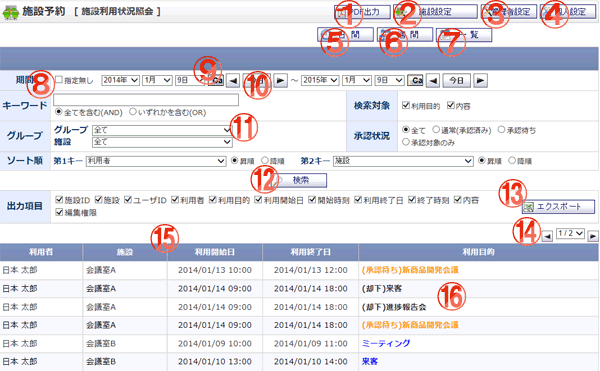 施設予約 [ 施設利用状況照会 ]
① PDF出力 ② 施設設定 ③ 管理者設定 ④ 個人設定
⑤ 日 間 ⑥ 週 間 ⑦ 一 覧
期間 ⑧ 指定無し 2014年 1月 9日 ⑨ Ca ◀ 今日 ⑩ ▶ ～ 2015年 1月 9日 Ca ◀ 今日 ▶
キーワード
全てを含む(AND) いずれかを含む(OR)
検索対象 利用目的 内容
グループ グループ 全て ⑪
施設 全て
承認状況 全て 通常(承認済み) 承認待ち
承認対象のみ
ソート順 第1キー 利用者 昇順 降順 第2キー 施設 昇順 降順
⑫ 検索
出力項目 施設ID 施設 ユーザID 利用者 利用目的 利用開始日 開始時刻 利用終了日 終了時刻 内容
編集権限
⑬ エクスポート
⑭ ◀ 1 / 2 ▶
利用者 施設 ⑮ 利用開始日 利用終了日 利用目的
日本 太郎 会議室A 2014/01/13 10:00 2014/01/13 12:00 (承認待ち)新商品開発会議
日本 太郎 会議室A 2014/01/14 09:00 2014/01/14 18:00 (却下)来客
日本 太郎 会議室A 2014/01/14 09:00 2014/01/14 18:00 (却下)進捗報告会 ⑯
日本 太郎 会議室A 2014/01/14 09:00 2014/01/14 18:00 (承認待ち)新商品開発会議
日本 太郎 会議室B 2014/01/09 10:00 2014/01/09 11:00 ミーティング
日本 太郎 会議室B 2014/01/10 13:00 2014/01/10 14:00 来客